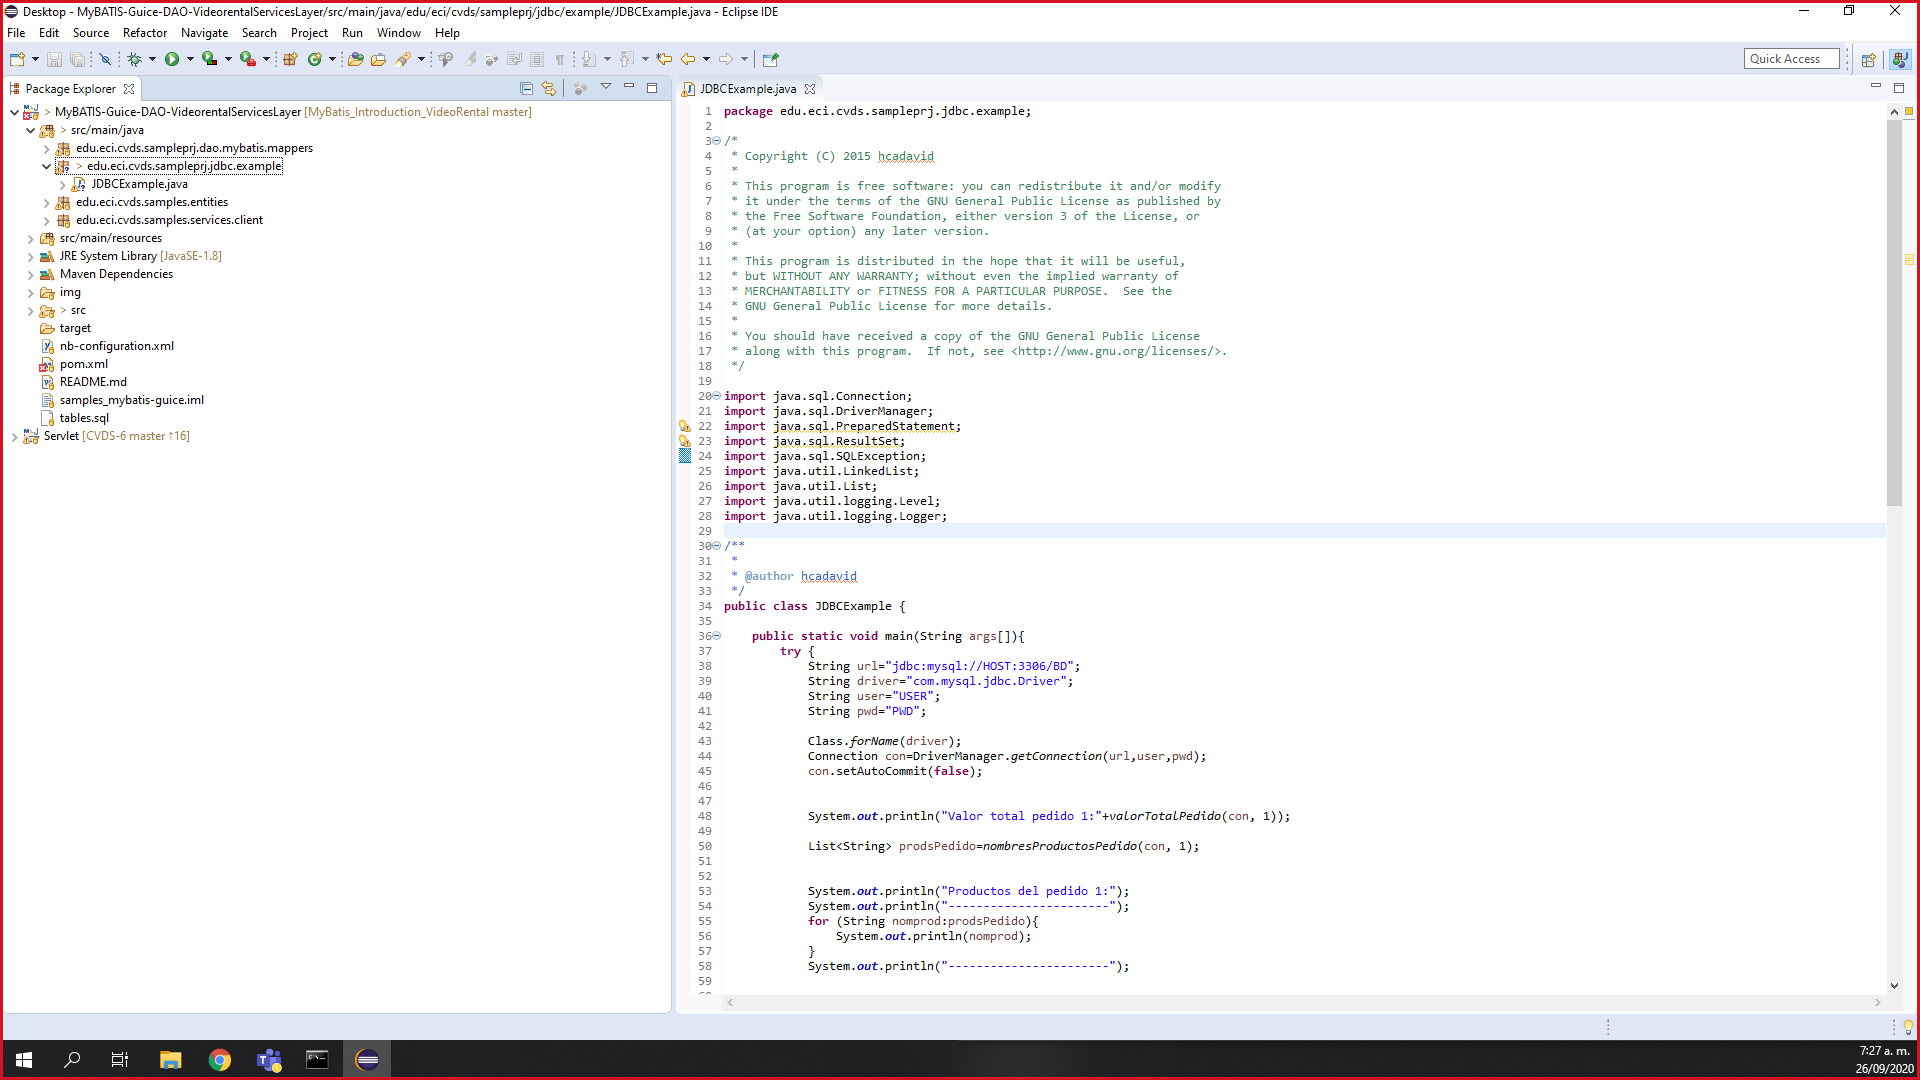 Desktop - MyBATIS-Guice-DAO-VideorentalServicesLayer/src/main/java/edu/eci/cvds/sampleprj/jdbc/example/JDBCExample.java - Eclipse IDE
File Edit Source Refactor Navigate Search Project Run Window Help
Quick Access
Package Explorer
> MyBATIS-Guice-DAO-VideorentalServicesLayer [MyBatis_Introduction_VideoRental master]
> src/main/java
edu.eci.cvds.sampleprj.dao.mybatis.mappers
> edu.eci.cvds.sampleprj.jdbc.example
JDBCExample.java
edu.eci.cvds.samples.entities
edu.eci.cvds.samples.services.client
src/main/resources
JRE System Library [JavaSE-1.8]
Maven Dependencies
img
> src
target
nb-configuration.xml
pom.xml
README.md
samples_mybatis-guice.iml
tables.sql
Servlet [CVDS-6 master ↑16]
JDBCExample.java
1 package edu.eci.cvds.sampleprj.jdbc.example;
2
3 /*
4 * Copyright (C) 2015 hcadavid
5 *
6 * This program is free software: you can redistribute it and/or modify
7 * it under the terms of the GNU General Public License as published by
8 * the Free Software Foundation, either version 3 of the License, or
9 * (at your option) any later version.
10 *
11 * This program is distributed in the hope that it will be useful,
12 * but WITHOUT ANY WARRANTY; without even the implied warranty of
13 * MERCHANTABILITY or FITNESS FOR A PARTICULAR PURPOSE.  See the
14 * GNU General Public License for more details.
15 *
16 * You should have received a copy of the GNU General Public License
17 * along with this program.  If not, see <http://www.gnu.org/licenses/>.
18 */
19
20 import java.sql.Connection;
21 import java.sql.DriverManager;
22 import java.sql.PreparedStatement;
23 import java.sql.ResultSet;
24 import java.sql.SQLException;
25 import java.util.LinkedList;
26 import java.util.List;
27 import java.util.logging.Level;
28 import java.util.logging.Logger;
29
30 /**
31 *
32 * @author hcadavid
33 */
34 public class JDBCExample {
35
36 public static void main(String args[]){
37 try {
38 String url="jdbc:mysql://HOST:3306/BD";
39 String driver="com.mysql.jdbc.Driver";
40 String user="USER";
41 String pwd="PWD";
42
43 Class.forName(driver);
44 Connection con=DriverManager.getConnection(url,user,pwd);
45 con.setAutoCommit(false);
46
47
48 System.out.println("Valor total pedido 1:"+valorTotalPedido(con, 1));
49
50 List<String> prodsPedido=nombresProductosPedido(con, 1);
51
52
53 System.out.println("Productos del pedido 1:");
54 System.out.println("-----------------------");
55 for (String nomprod:prodsPedido){
56 System.out.println(nomprod);
57 }
58 System.out.println("-----------------------");
59
7:27 a. m.
26/09/2020